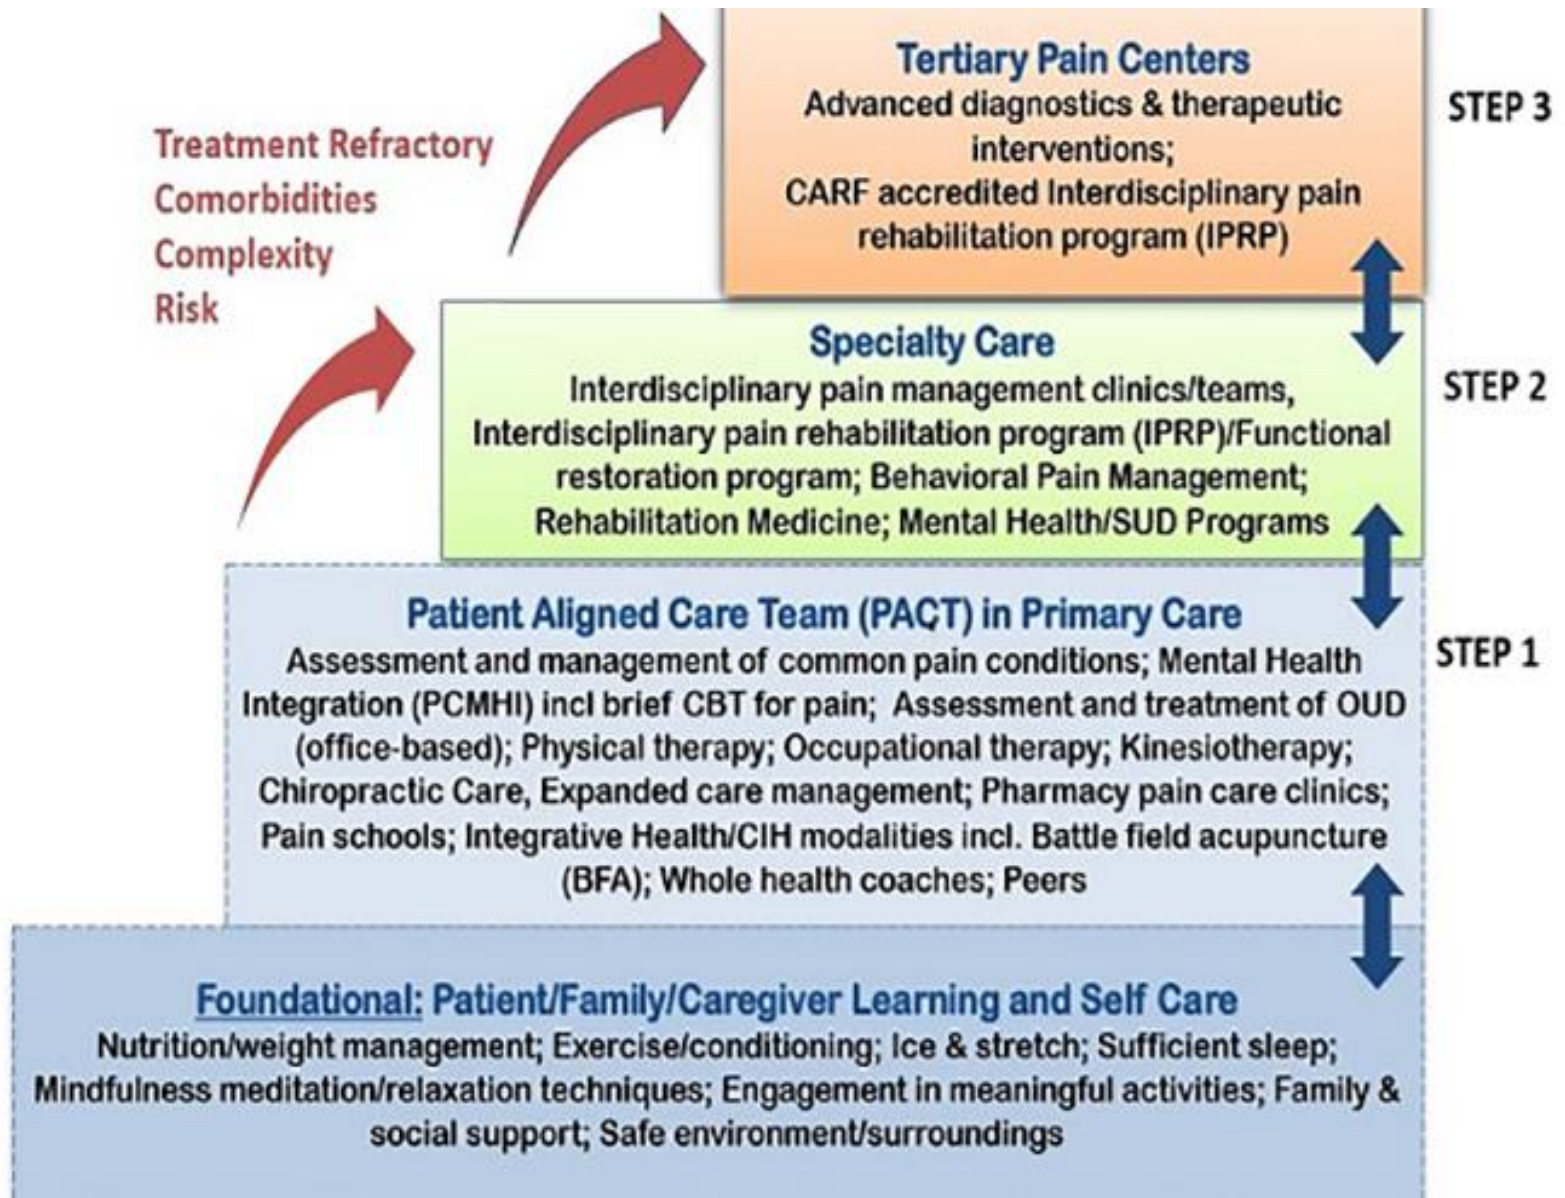 Tertiary Pain Centers
Advanced diagnostics & therapeutic
interventions;
CARF accredited Interdisciplinary pain
rehabilitation program (IPRP)
STEP 3
Treatment Refractory
Comorbidities
Complexity
Risk
Specialty Care
Interdisciplinary pain management clinics/teams,
Interdisciplinary pain rehabilitation program (IPRP)/Functional
restoration program; Behavioral Pain Management;
Rehabilitation Medicine; Mental Health/SUD Programs
STEP 2
Patient Aligned Care Team (PACT) in Primary Care
Assessment and management of common pain conditions; Mental Health
Integration (PCMHI) incl brief CBT for pain; Assessment and treatment of OUD
(office-based); Physical therapy; Occupational therapy; Kinesiotherapy;
Chiropractic Care, Expanded care management; Pharmacy pain care clinics;
Pain schools; Integrative Health/CIH modalities incl. Battle field acupuncture
(BFA); Whole health coaches; Peers
STEP 1
Foundational: Patient/Family/Caregiver Learning and Self Care
Nutrition/weight management; Exercise/conditioning; Ice & stretch; Sufficient sleep;
Mindfulness meditation/relaxation techniques; Engagement in meaningful activities; Family &
social support; Safe environment/surroundings